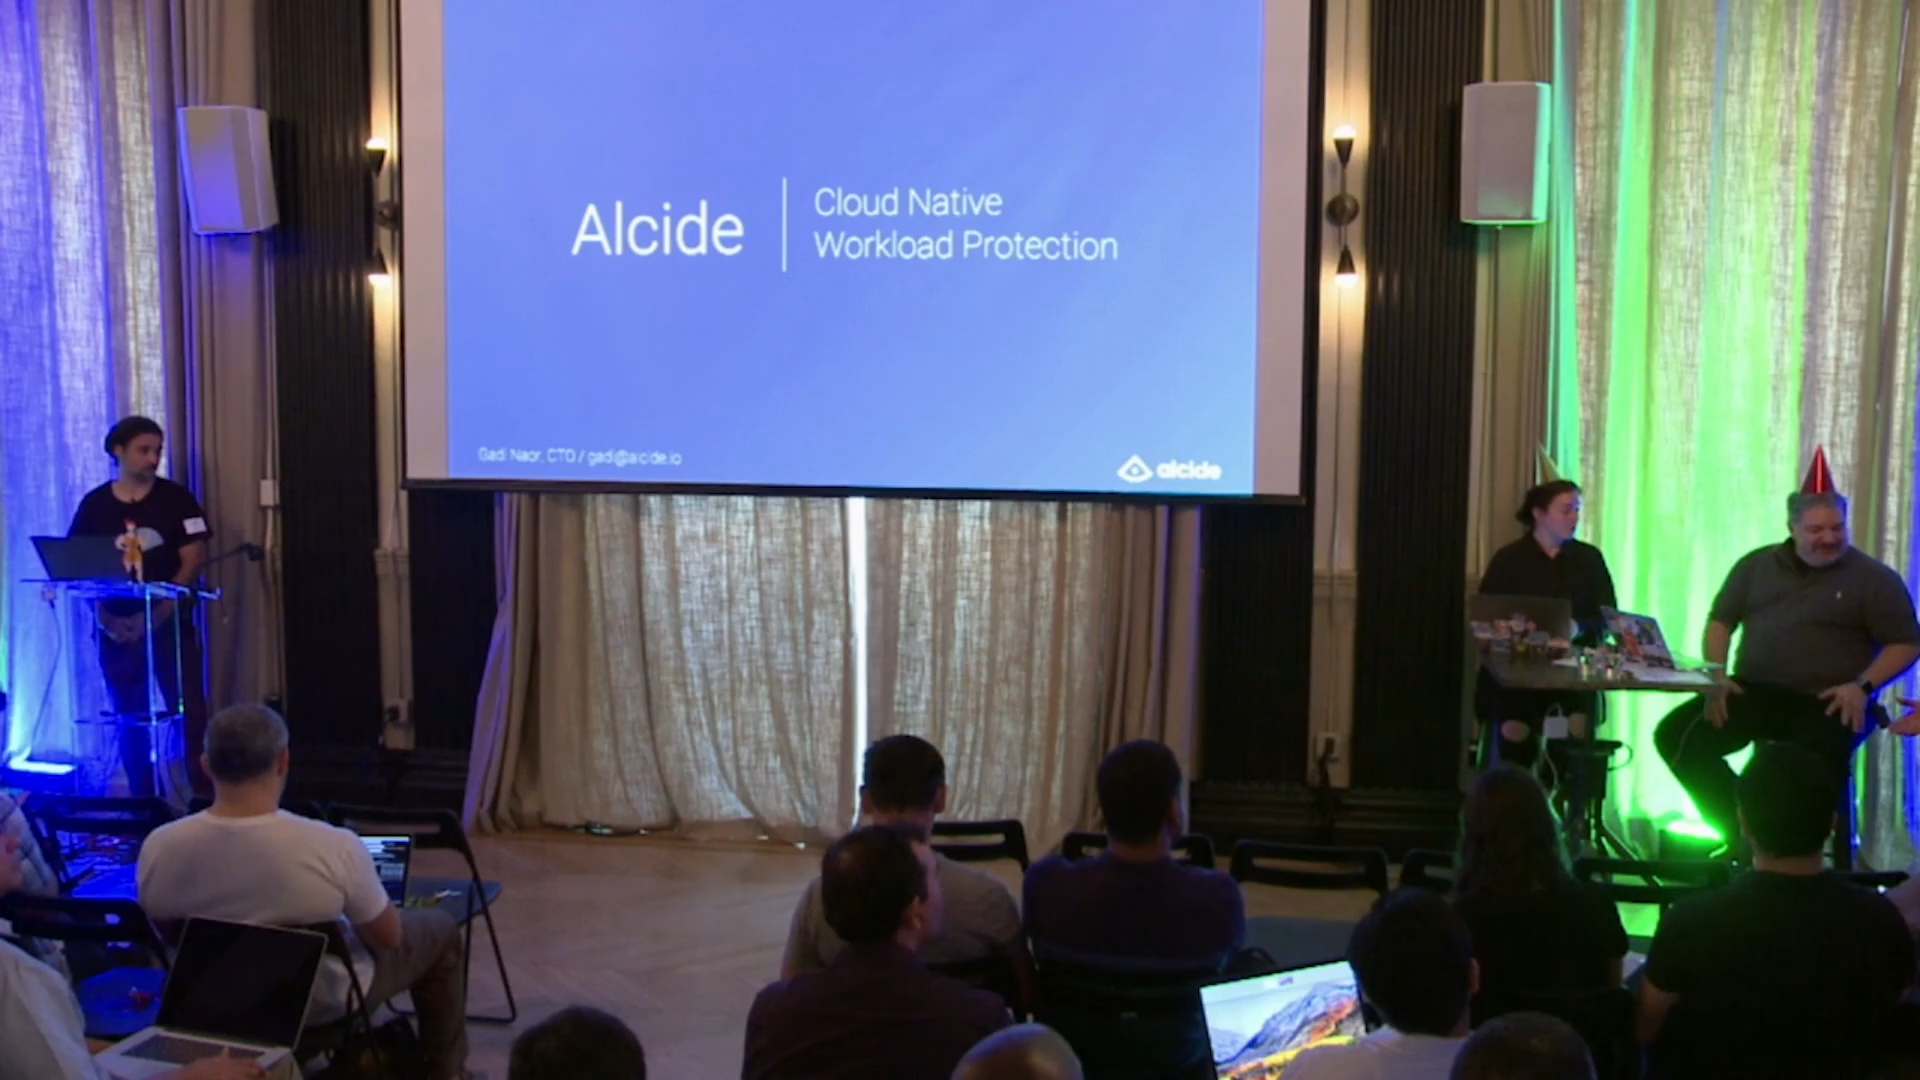 Alcide
Cloud Native
Workload Protection
Gadi Naor, CTO / gadi@alcide.io
alcide